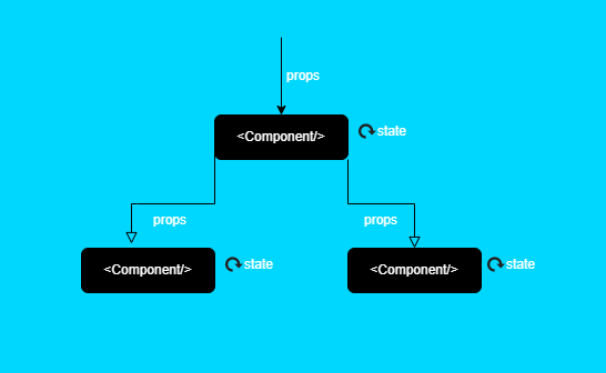 props
<Component/>
state
props
props
<Component/>
state
<Component/>
state